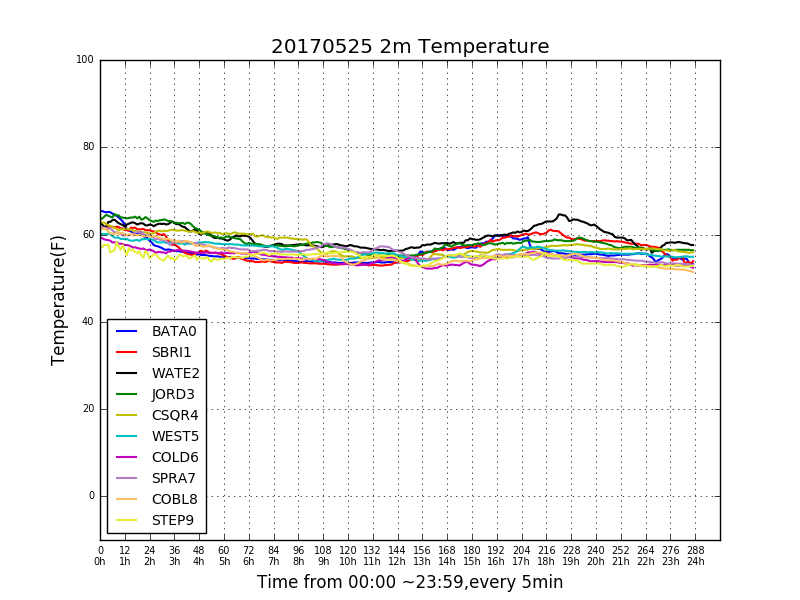 20170525 2m Temperature
100
80
60
40
20
0
Temperature(F)
BATA0
SBRI1
WATE2
JORD3
CSQR4
WEST5
COLD6
SPRA7
COBL8
STEP9
0 12 24 36 48 60 72 84 96 108 120 132 144 156 168 180 192 204 216 228 240 252 264 276 288
0h 1h 2h 3h 4h 5h 6h 7h 8h 9h 10h 11h 12h 13h 14h 15h 16h 17h 18h 19h 20h 21h 22h 23h 24h
Time from 00:00 ~23:59,every 5min